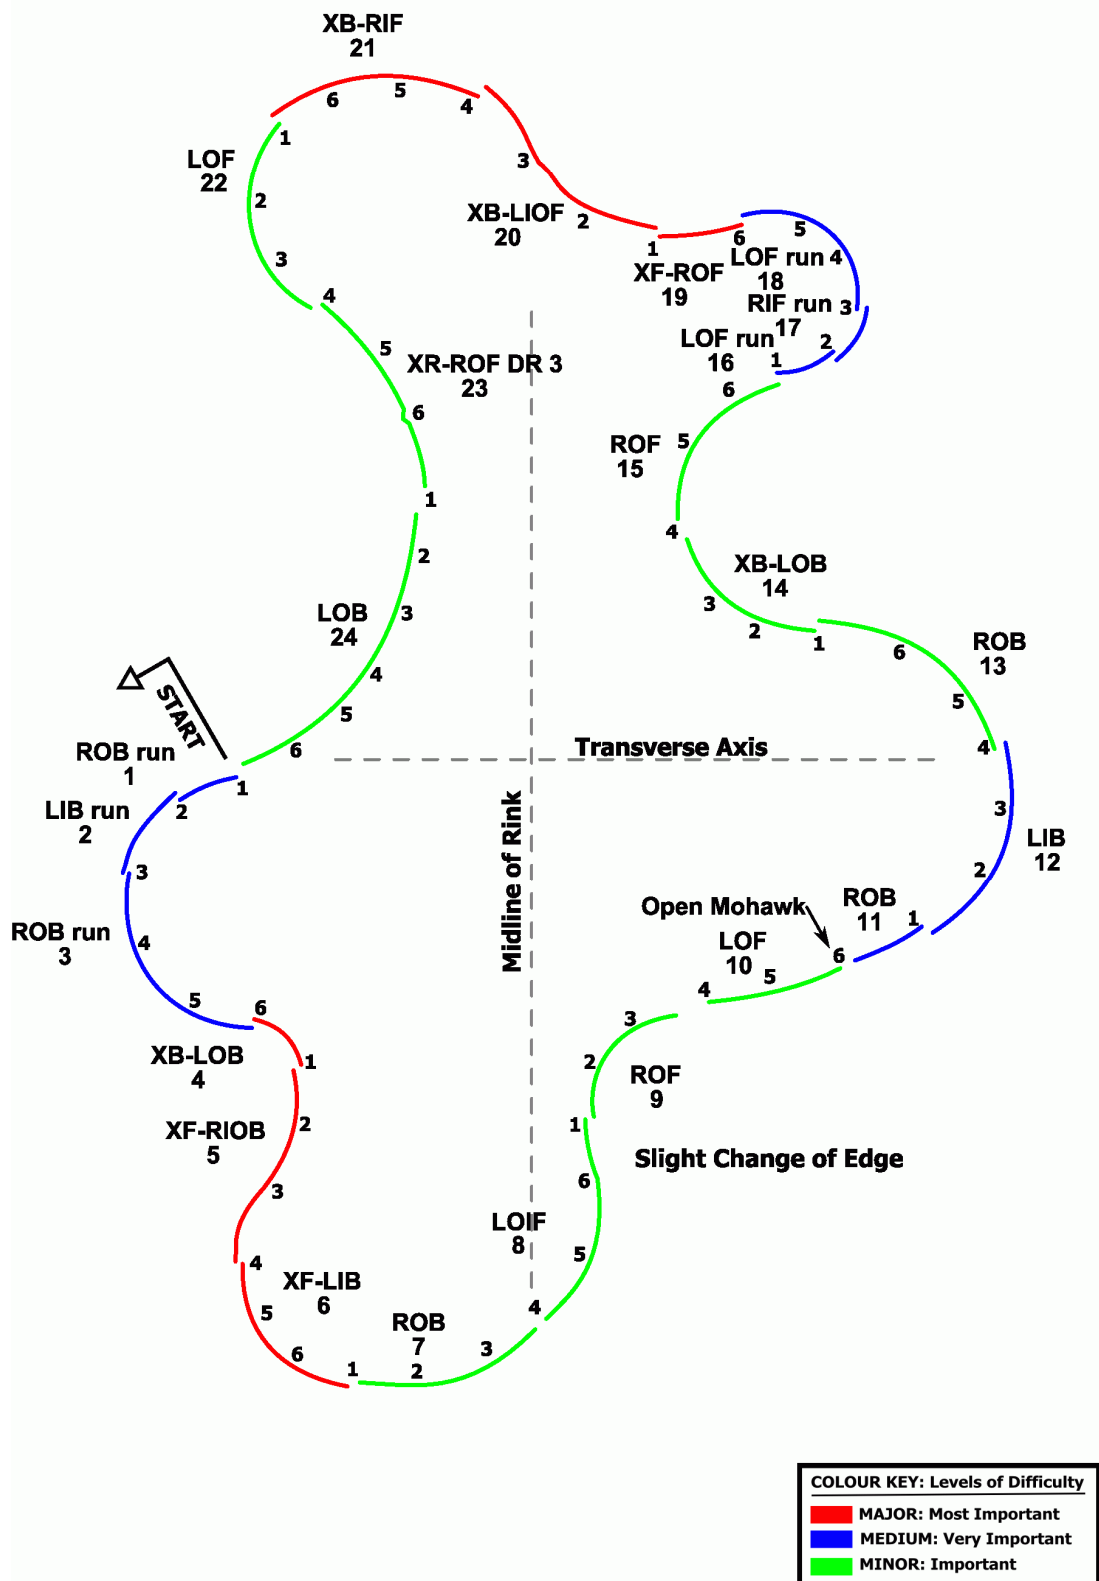 XB-RIF
21
6 5 4
1
LOF
22
2
3
3
XB-LIOF
20
2
1
6
5
XF-ROF
19
LOF run
18
4
RIF run
17
3
LOF run
16
1
2
4
5
XR-ROF DR 3
23
6
6
ROF
15
5
4
1
2
3
LOB
24
4
5
6
XB-LOB
14
3
2
1
ROB
13
6
5
4
START
Transverse Axis
Midline of Rink
ROB run
1
1
LIB run
2
2
3
ROB run
3
4
5
6
LIB
12
3
2
ROB
11
1
Open Mohawk
6
LOF
10
5
4
XB-LOB
4
1
XF-RIOB
5
2
3
4
ROF
9
3
2
1
Slight Change of Edge
6
LOIF
8
5
4
XF-LIB
6
5
6
ROB
7
1
2
3
COLOUR KEY: Levels of Difficulty
MAJOR: Most Important
MEDIUM: Very Important
MINOR: Important